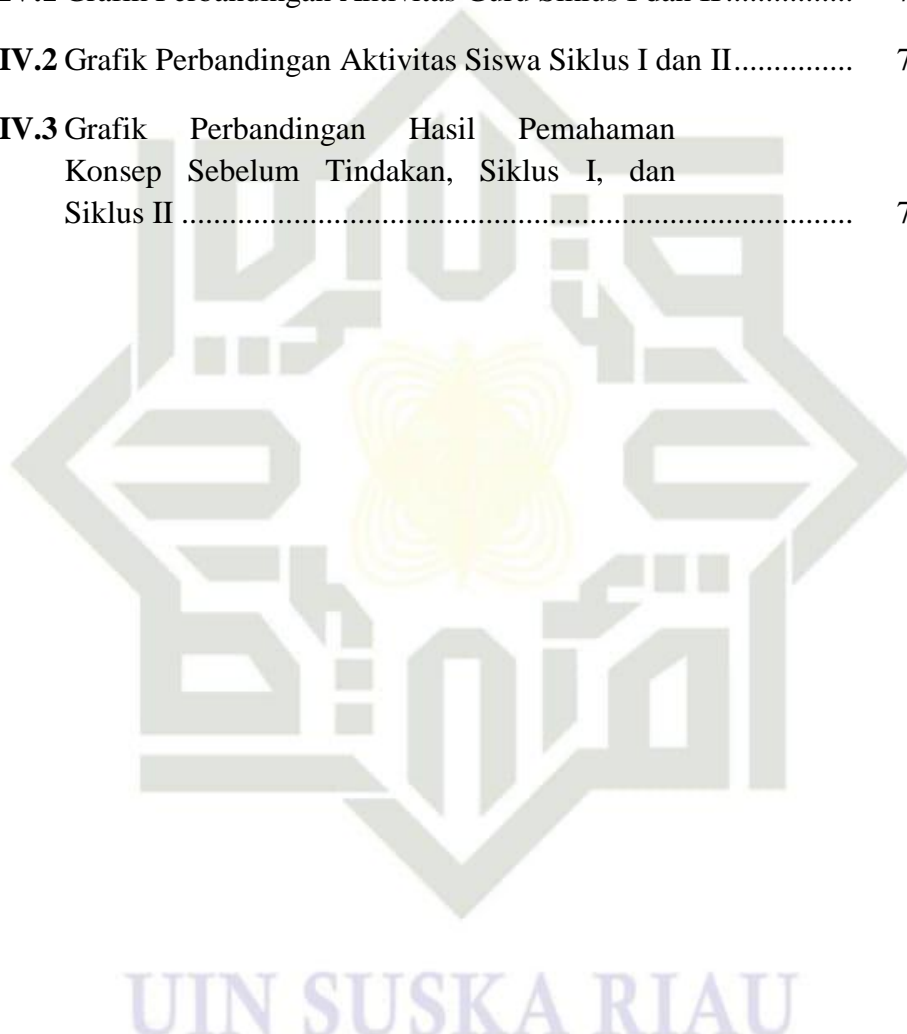 IV.2 Grafik Perbandingan Aktivitas Siswa Siklus I dan II............... 7
IV.3 Grafik Perbandingan Hasil Pemahaman
Konsep Sebelum Tindakan, Siklus I, dan
Siklus II ..................................................................................... 7
UIN SUSKA RIAU